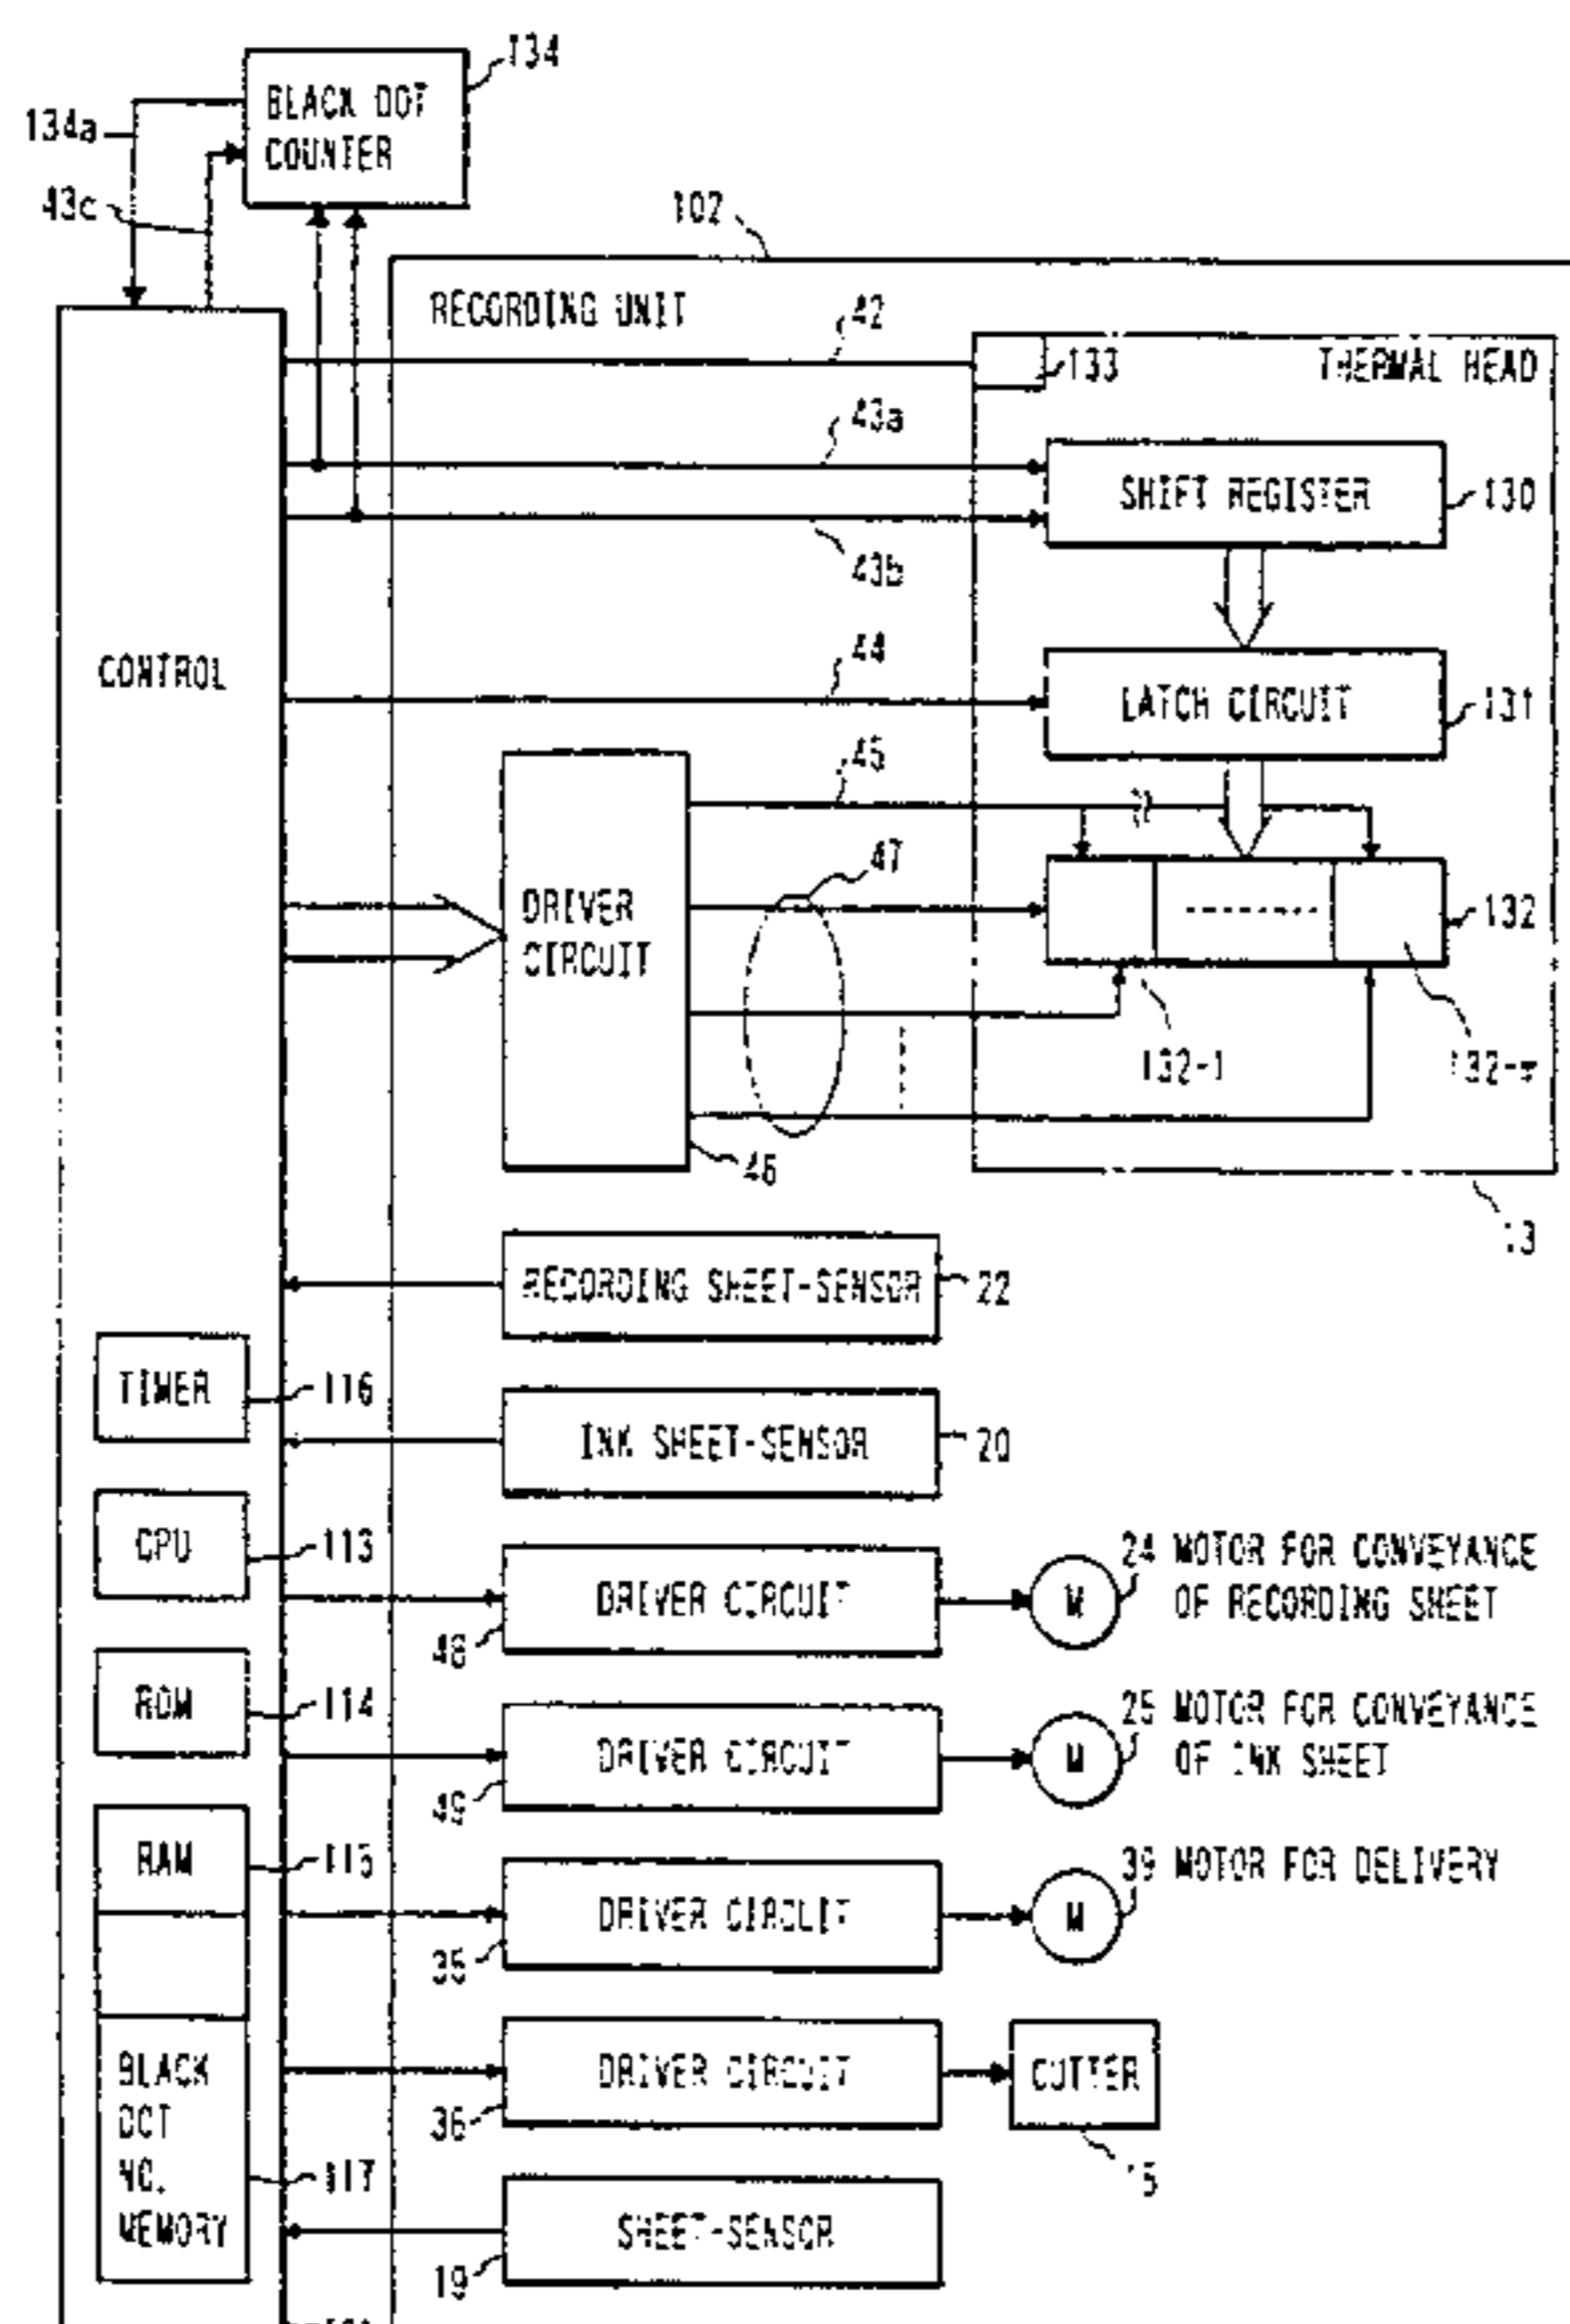 134
BLACK DOT
COUNTER
134a
43c
102
RECORDING UNIT
42
133
THERMAL HEAD
43a
SHIFT REGISTER
130
43b
CONTROL
44
LATCH CIRCUIT
131
45
47
DRIVER
CIRCUIT
132
132-1
46
13
RECORDING SHEET-SENSOR
22
TIMER
116
INK SHEET-SENSOR
20
CPU
113
DRIVER CIRCUIT
48
M
24 MOTOR FOR CONVEYANCE
OF RECORDING SHEET
ROM
114
DRIVER CIRCUIT
49
M
25 MOTOR FOR CONVEYANCE
OF INK SHEET
RAM
115
DRIVER CIRCUIT
35
M
39 MOTOR FOR DELIVERY
BLACK
DOT
NO.
MEMORY
117
DRIVER CIRCUIT
36
CUTTER
15
SHEET-SENSOR
19